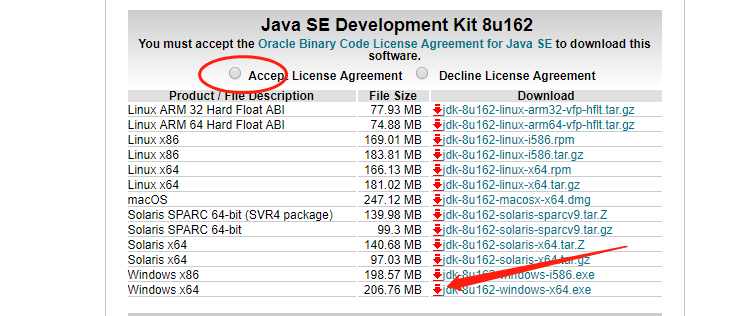 Java SE Development Kit 8u162
You must accept the Oracle Binary Code License Agreement for Java SE to download this
software.
Accept License Agreement Decline License Agreement
Product / File Description File Size Download
Linux ARM 32 Hard Float ABI 77.93 MB jdk-8u162-linux-arm32-vfp-hflt.tar.gz
Linux ARM 64 Hard Float ABI 74.88 MB jdk-8u162-linux-arm64-vfp-hflt.tar.gz
Linux x86 169.01 MB jdk-8u162-linux-i586.rpm
Linux x86 183.81 MB jdk-8u162-linux-i586.tar.gz
Linux x64 166.13 MB jdk-8u162-linux-x64.rpm
Linux x64 181.02 MB jdk-8u162-linux-x64.tar.gz
macOS 247.12 MB jdk-8u162-macosx-x64.dmg
Solaris SPARC 64-bit (SVR4 package) 139.98 MB jdk-8u162-solaris-sparcv9.tar.Z
Solaris SPARC 64-bit 99.3 MB jdk-8u162-solaris-sparcv9.tar.gz
Solaris x64 140.68 MB jdk-8u162-solaris-x64.tar.Z
Solaris x64 97.03 MB jdk-8u162-solaris-x64.tar.gz
Windows x86 198.57 MB jdk-8u162-windows-i586.exe
Windows x64 206.76 MB jdk-8u162-windows-x64.exe